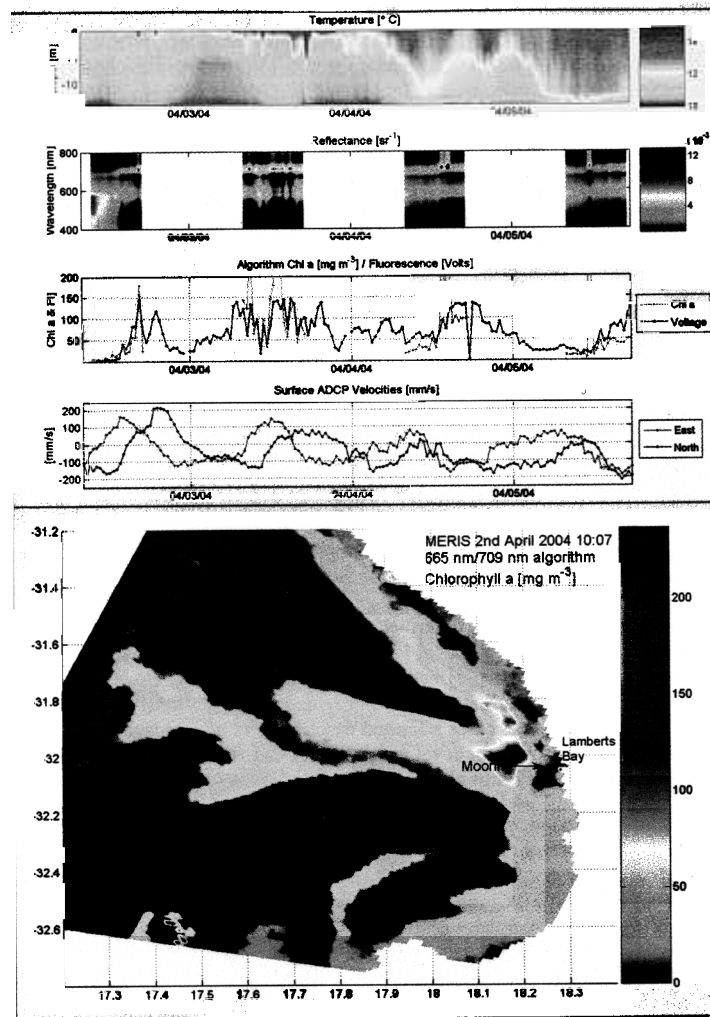 Temperature [° C]
[m]
-10
14
12
10
04/03/04 04/04/04 04/05/04
Reflectance [sr⁻¹]
x 10⁻³
Wavelength [nm]
800
600
400
12
8
4
04/03/04 04/04/04 04/05/04
Algorithm Chl a [mg m⁻³] / Fluorescence [Volts]
Chl a & Fl
200
150
100
50
Chl a
Voltage
04/03/04 04/04/04 04/05/04
Surface ADCP Velocities [mm/s]
[mm/s]
200
100
0
-100
-200
East
North
04/03/04 24/04/04 04/05/04
MERIS 2nd April 2004 10:07
665 nm/709 nm algorithm
Chlorophyll a [mg m⁻³]
-31.2
-31.4
-31.6
-31.8
-32
-32.2
-32.4
-32.6
Lamberts
Bay
200
150
100
50
0
17.3 17.4 17.5 17.6 17.7 17.8 17.9 18 18.1 18.2 18.3